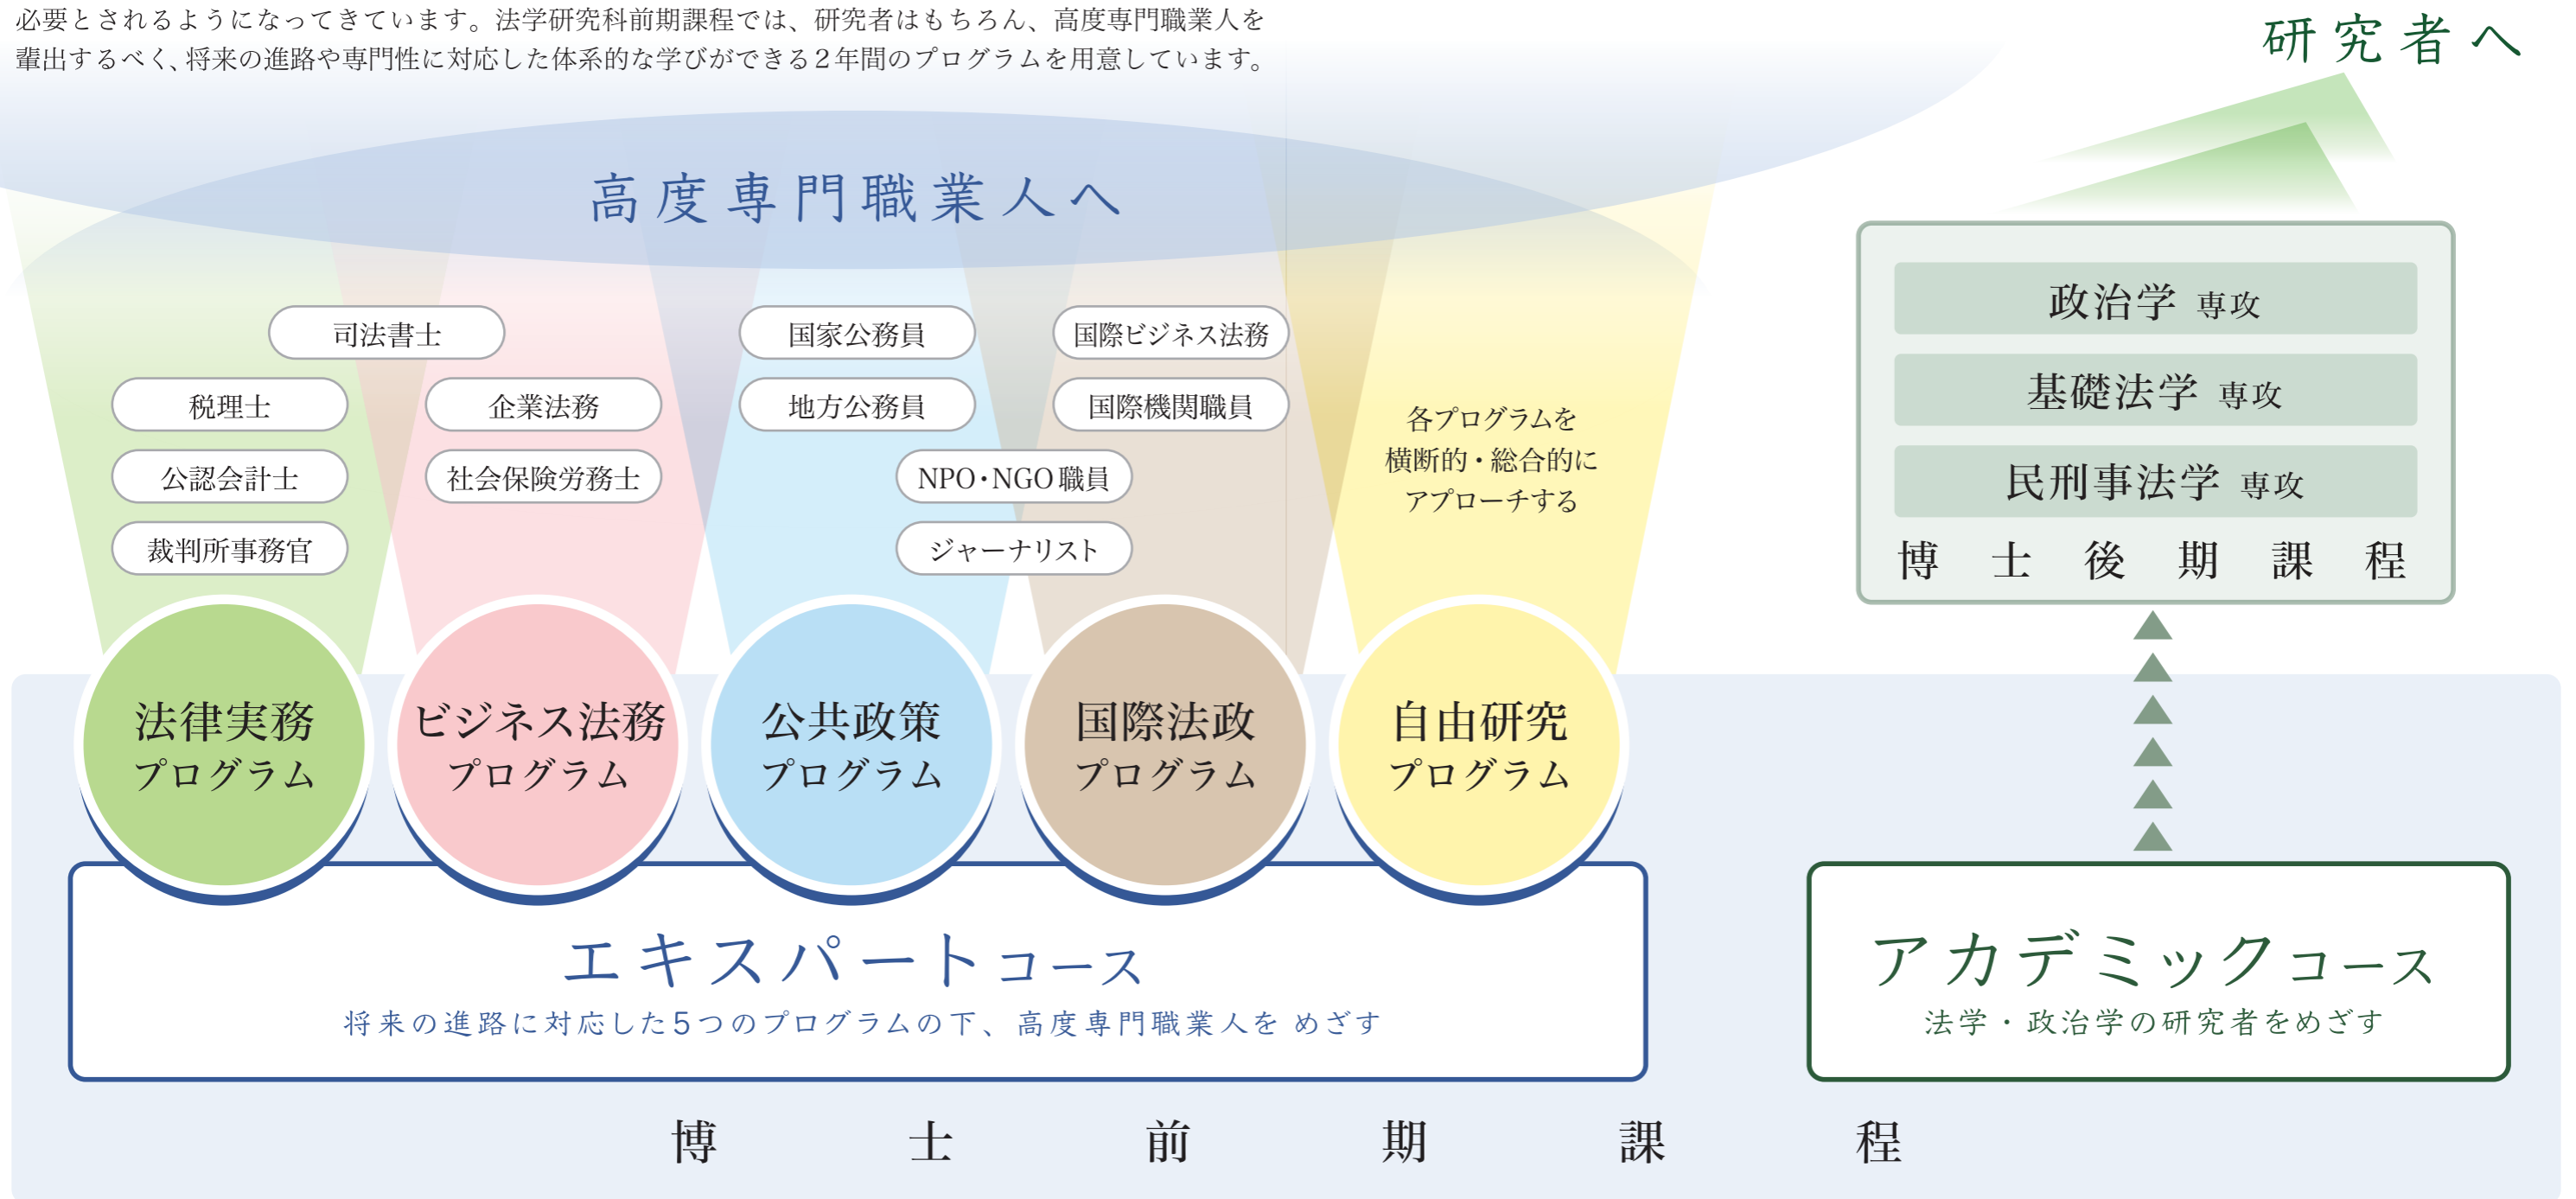 必要とされるようになってきています。法学研究科前期課程では、研究者はもちろん、高度専門職業人を
輩出するべく、将来の進路や専門性に対応した体系的な学びができる２年間のプログラムを用意しています。
高度専門職業人へ
司法書士
税理士
公認会計士
裁判所事務官
企業法務
社会保険労務士
国家公務員
地方公務員
国際ビジネス法務
国際機関職員
NPO・NGO職員
ジャーナリスト
各プログラムを
横断的・総合的に
アプローチする
法律実務
プログラム
ビジネス法務
プログラム
公共政策
プログラム
国際法政
プログラム
自由研究
プログラム
エキスパートコース
将来の進路に対応した5つのプログラムの下、高度専門職業人を めざす
研究者へ
政治学 専攻
基礎法学 専攻
民刑事法学 専攻
博士後期課程
アカデミックコース
法学・政治学の研究者をめざす
博士前期課程